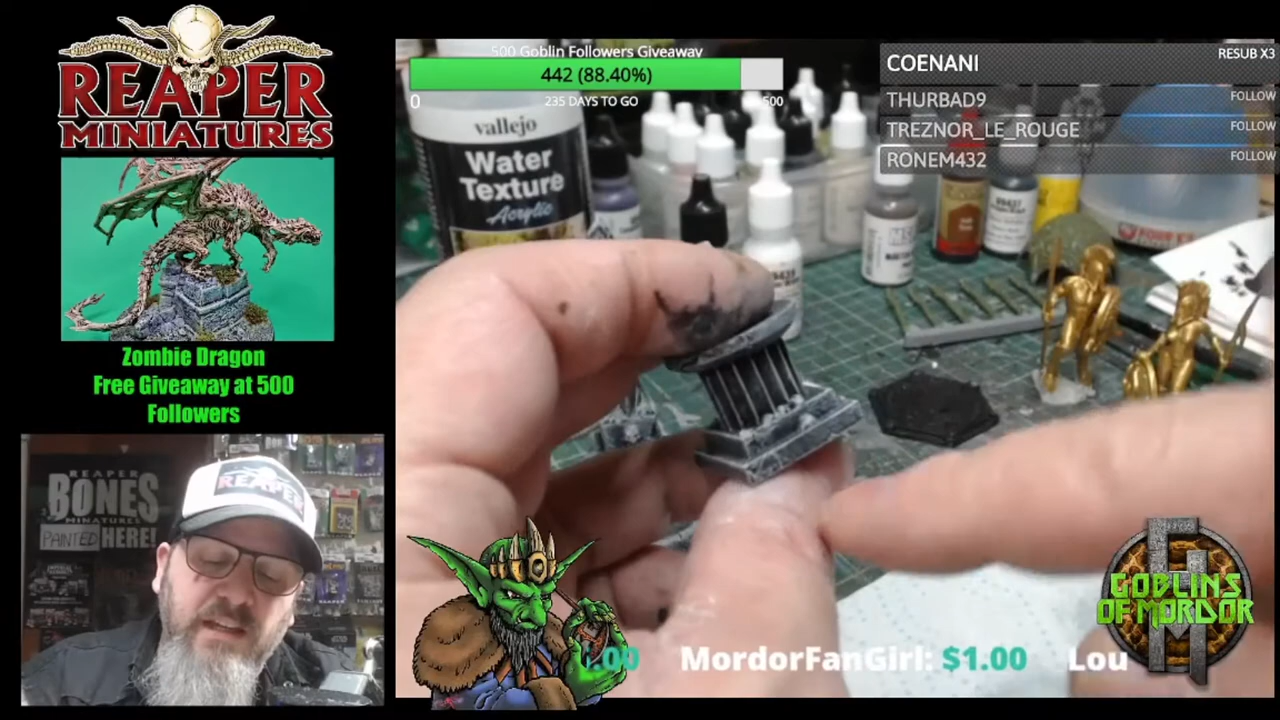 REAPER
MINIATURES
Zombie Dragon
Free Giveaway at 500
Followers
REAPER
BONES
MINIATURES
PAINTED HERE!
REAPER
500 Goblin Followers Giveaway
442 (88.40%)
0
235 DAYS TO GO
500
COENANI
RESUB X3
THURBAD9
FOLLOW
TREZNOR_LE_ROUGE
FOLLOW
RONEM432
FOLLOW
vallejo
Water
Texture
Acrylic
GOBLINS
OF MORDOR
.00
MordorFanGirl: $1.00
Lou